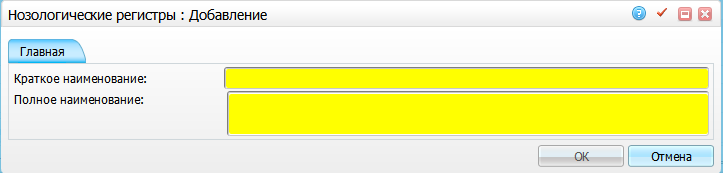 Нозологические регистры : Добавление
Главная
Краткое наименование:
Полное наименование:
ОК Отмена